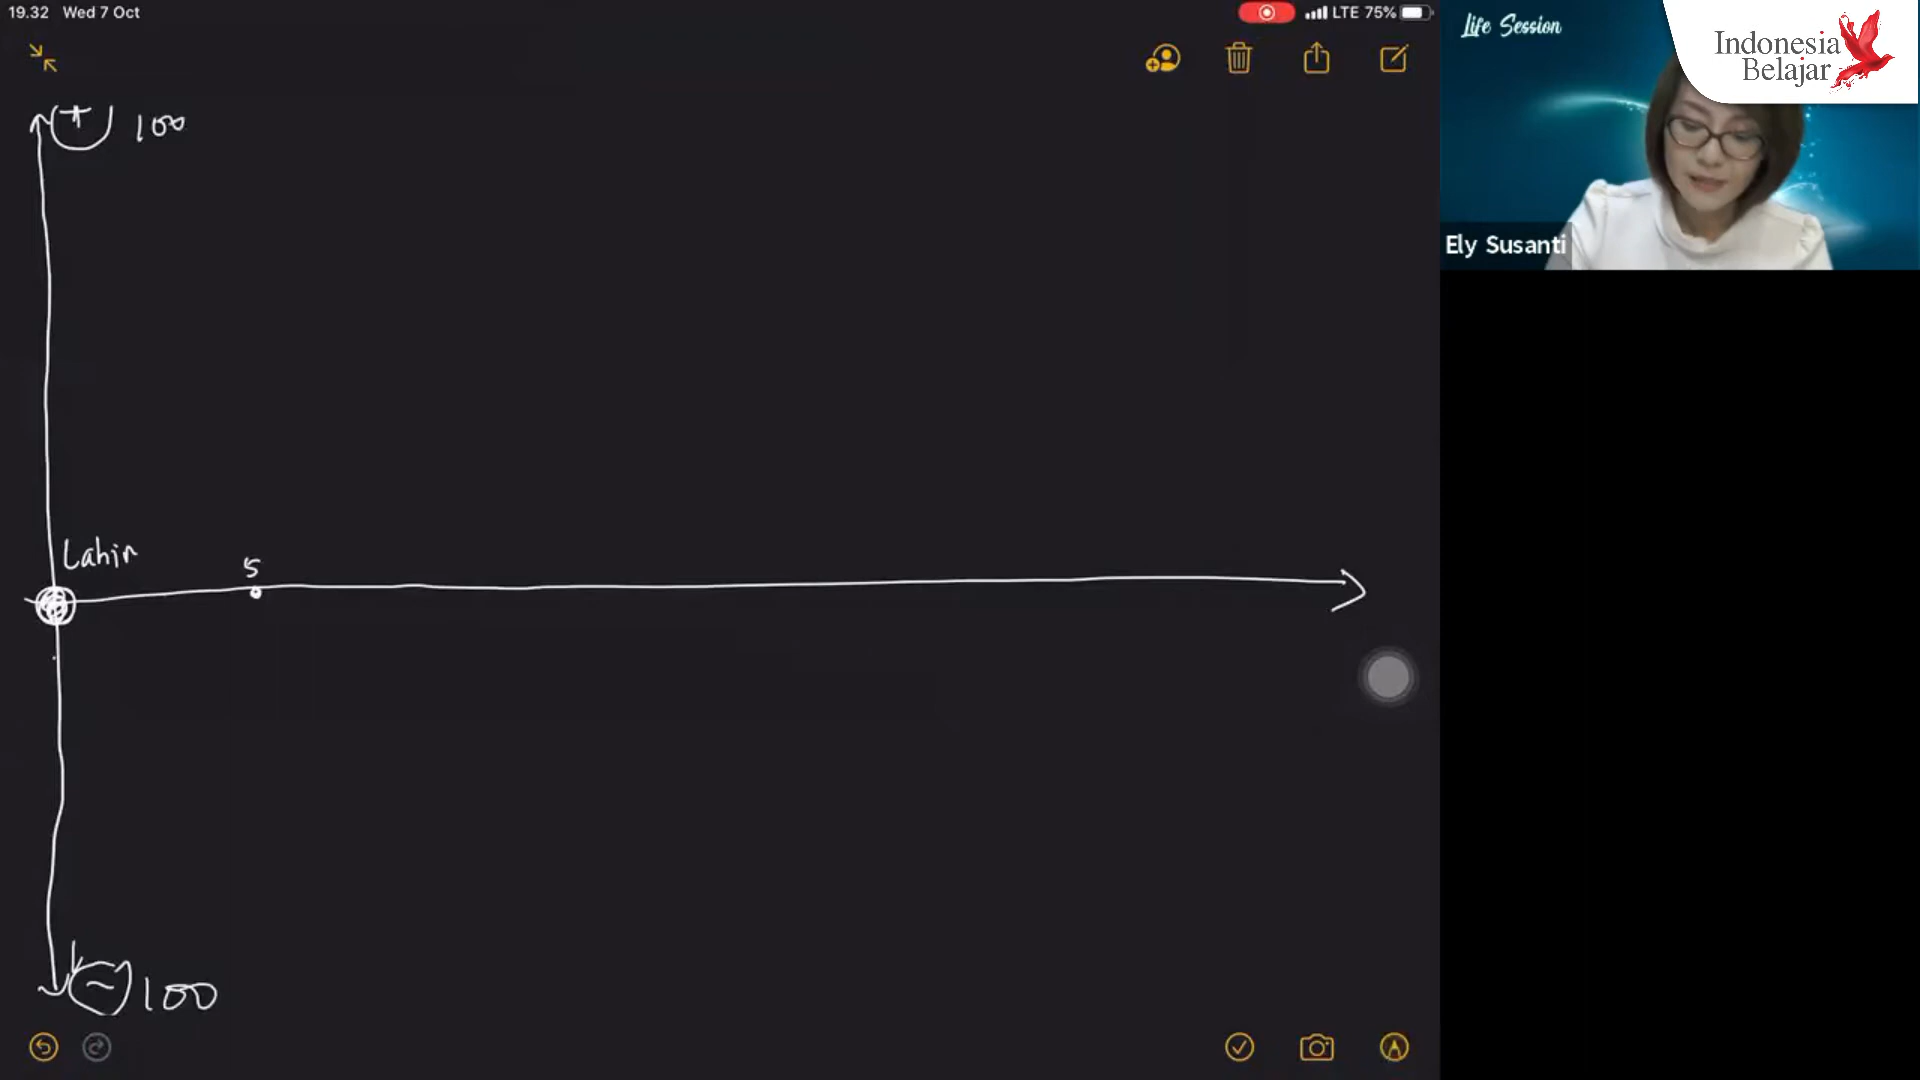 19.32 Wed 7 Oct
LTE 75%
Life Session
Indonesia
Belajar
+ 100
Ely Susanti
Lahir
5
- 100